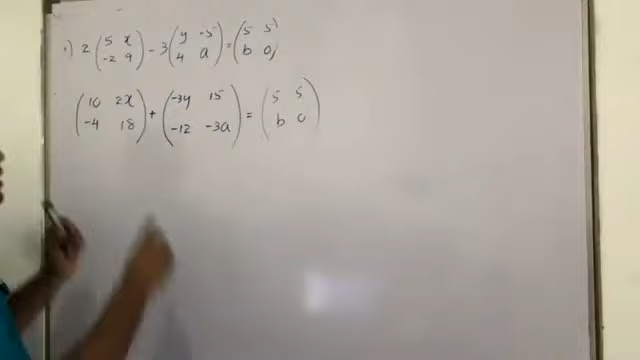 1) 2 (5 x / -2 9) - 3 (y -5 / 4 a) = (5 5 / b 0)
(10 2x / -4 18) + (-3y 15 / -12 -3a) = (5 5 / b 0)